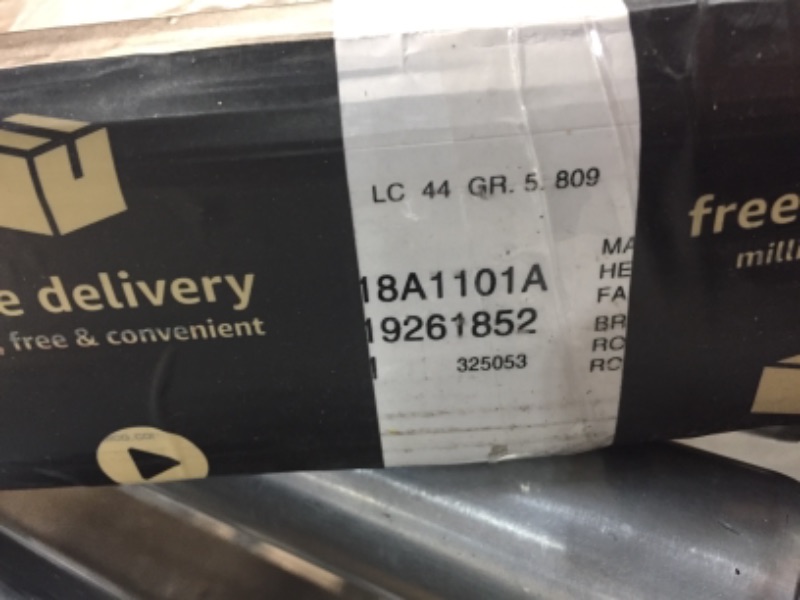 LC 44 GR. 5. 809
18A1101A
19261852
325053
MA
HE
FA
BR
RC
RC
e delivery
, free & convenient
free
milli